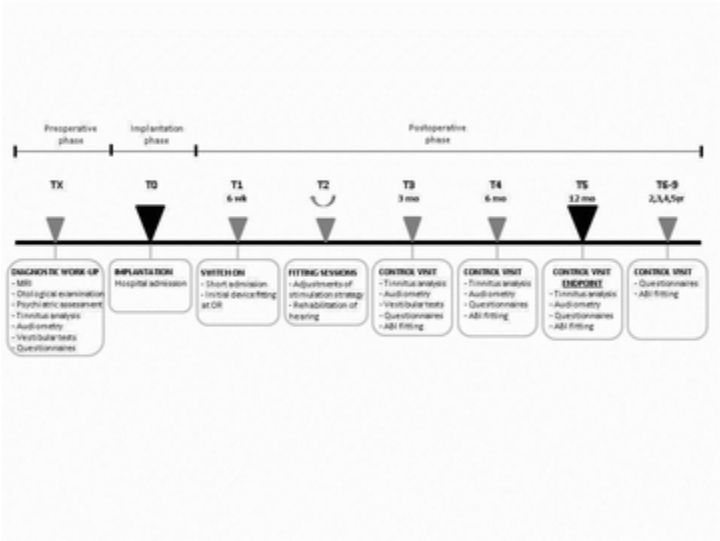 Preoperative
phase
Implantation
phase
Postoperative
phase
TX
T0
T1
6 wk
T2
T3
3 mo
T4
6 mo
T5
12 mo
T6-9
2,3,4,5yr
DIAGNOSTIC WORK-UP
- MRI
- Otological examination
- Psychiatric assessment
- Tinnitus analysis
- Audiometry
- Vestibular tests
- Questionnaires
IMPLANTATION
Hospital admission
SWITCH ON
- Short admission
- Initial device fitting
at OR
FITTING SESSIONS
- Adjustments of
stimulation strategy
- Rehabilitation of
hearing
CONTROL VISIT
- Tinnitus analysis
- Audiometry
- Vestibular tests
- Questionnaires
- ABI fitting
CONTROL VISIT
- Tinnitus analysis
- Audiometry
- Questionnaires
- ABI fitting
CONTROL VISIT
ENDPOINT
- Tinnitus analysis
- Audiometry
- Questionnaires
- ABI fitting
CONTROL VISIT
- Questionnaires
- ABI fitting